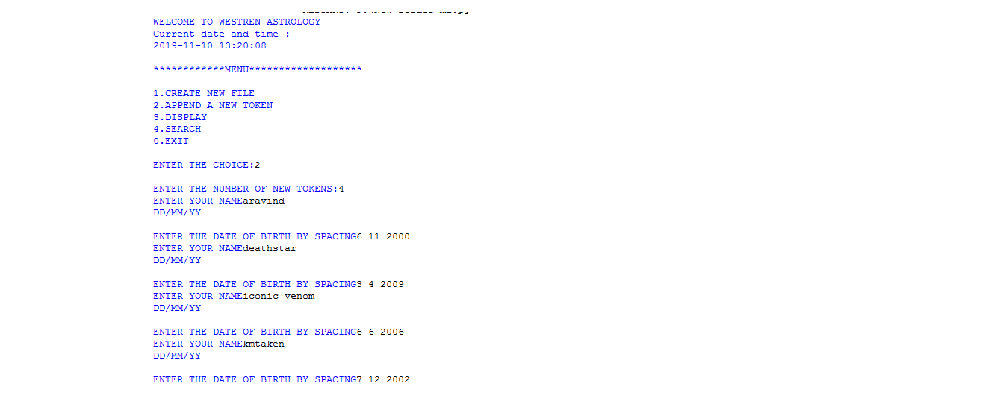 WELCOME TO WESTREN ASTROLOGY
Current date and time :
2019-11-10 13:20:08
************MENU*******************
1.CREATE NEW FILE
2.APPEND A NEW TOKEN
3.DISPLAY
4.SEARCH
0.EXIT
ENTER THE CHOICE:2
ENTER THE NUMBER OF NEW TOKENS:4
ENTER YOUR NAMEaravind
DD/MM/YY
ENTER THE DATE OF BIRTH BY SPACING6 11 2000
ENTER YOUR NAMEdeathstar
DD/MM/YY
ENTER THE DATE OF BIRTH BY SPACING3 4 2009
ENTER YOUR NAMEiconic venom
DD/MM/YY
ENTER THE DATE OF BIRTH BY SPACING6 6 2006
ENTER YOUR NAMEkmtaken
DD/MM/YY
ENTER THE DATE OF BIRTH BY SPACING7 12 2002